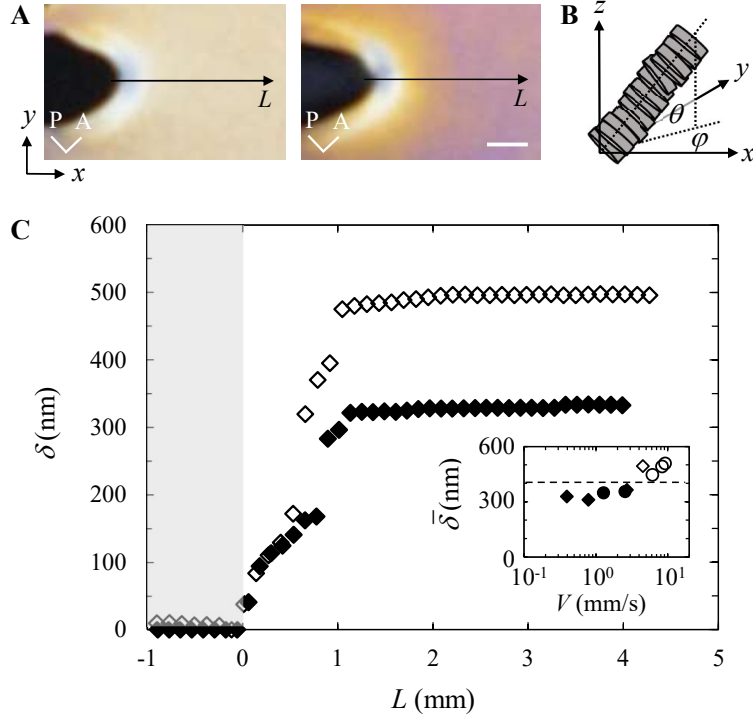 A
B
L
L
P A
P A
y
x
z
y
θ
φ
x
C
600
500
400
300
200
100
0
δ (nm)
-1
0
1
2
3
4
5
L (mm)
600
300
0
δ̄ (nm)
10⁻¹
10⁰
10¹
V (mm/s)